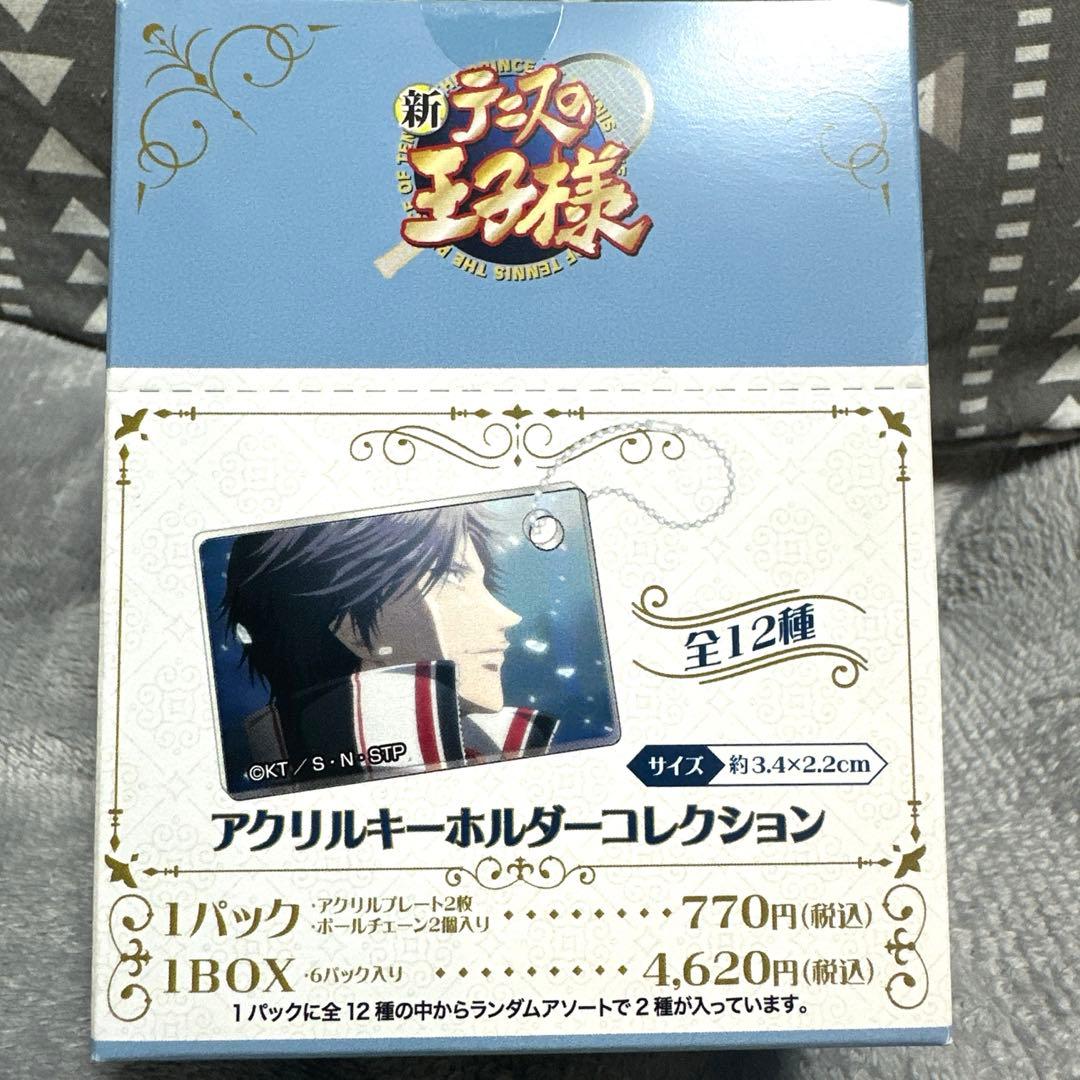 新テニスの
王子様
全12種
©KT／S・N：STP
サイズ 約3.4×2.2cm
アクリルキーホルダーコレクション
1パック ・アクリルプレート2枚 ・ボールチェーン2個入り ・・・・・・・・ 770円(税込)
1BOX ・6パック入り ・・・・・・・・・ 4,620円(税込)
1パックに全12種の中からランダムアソートで2種が入っています。